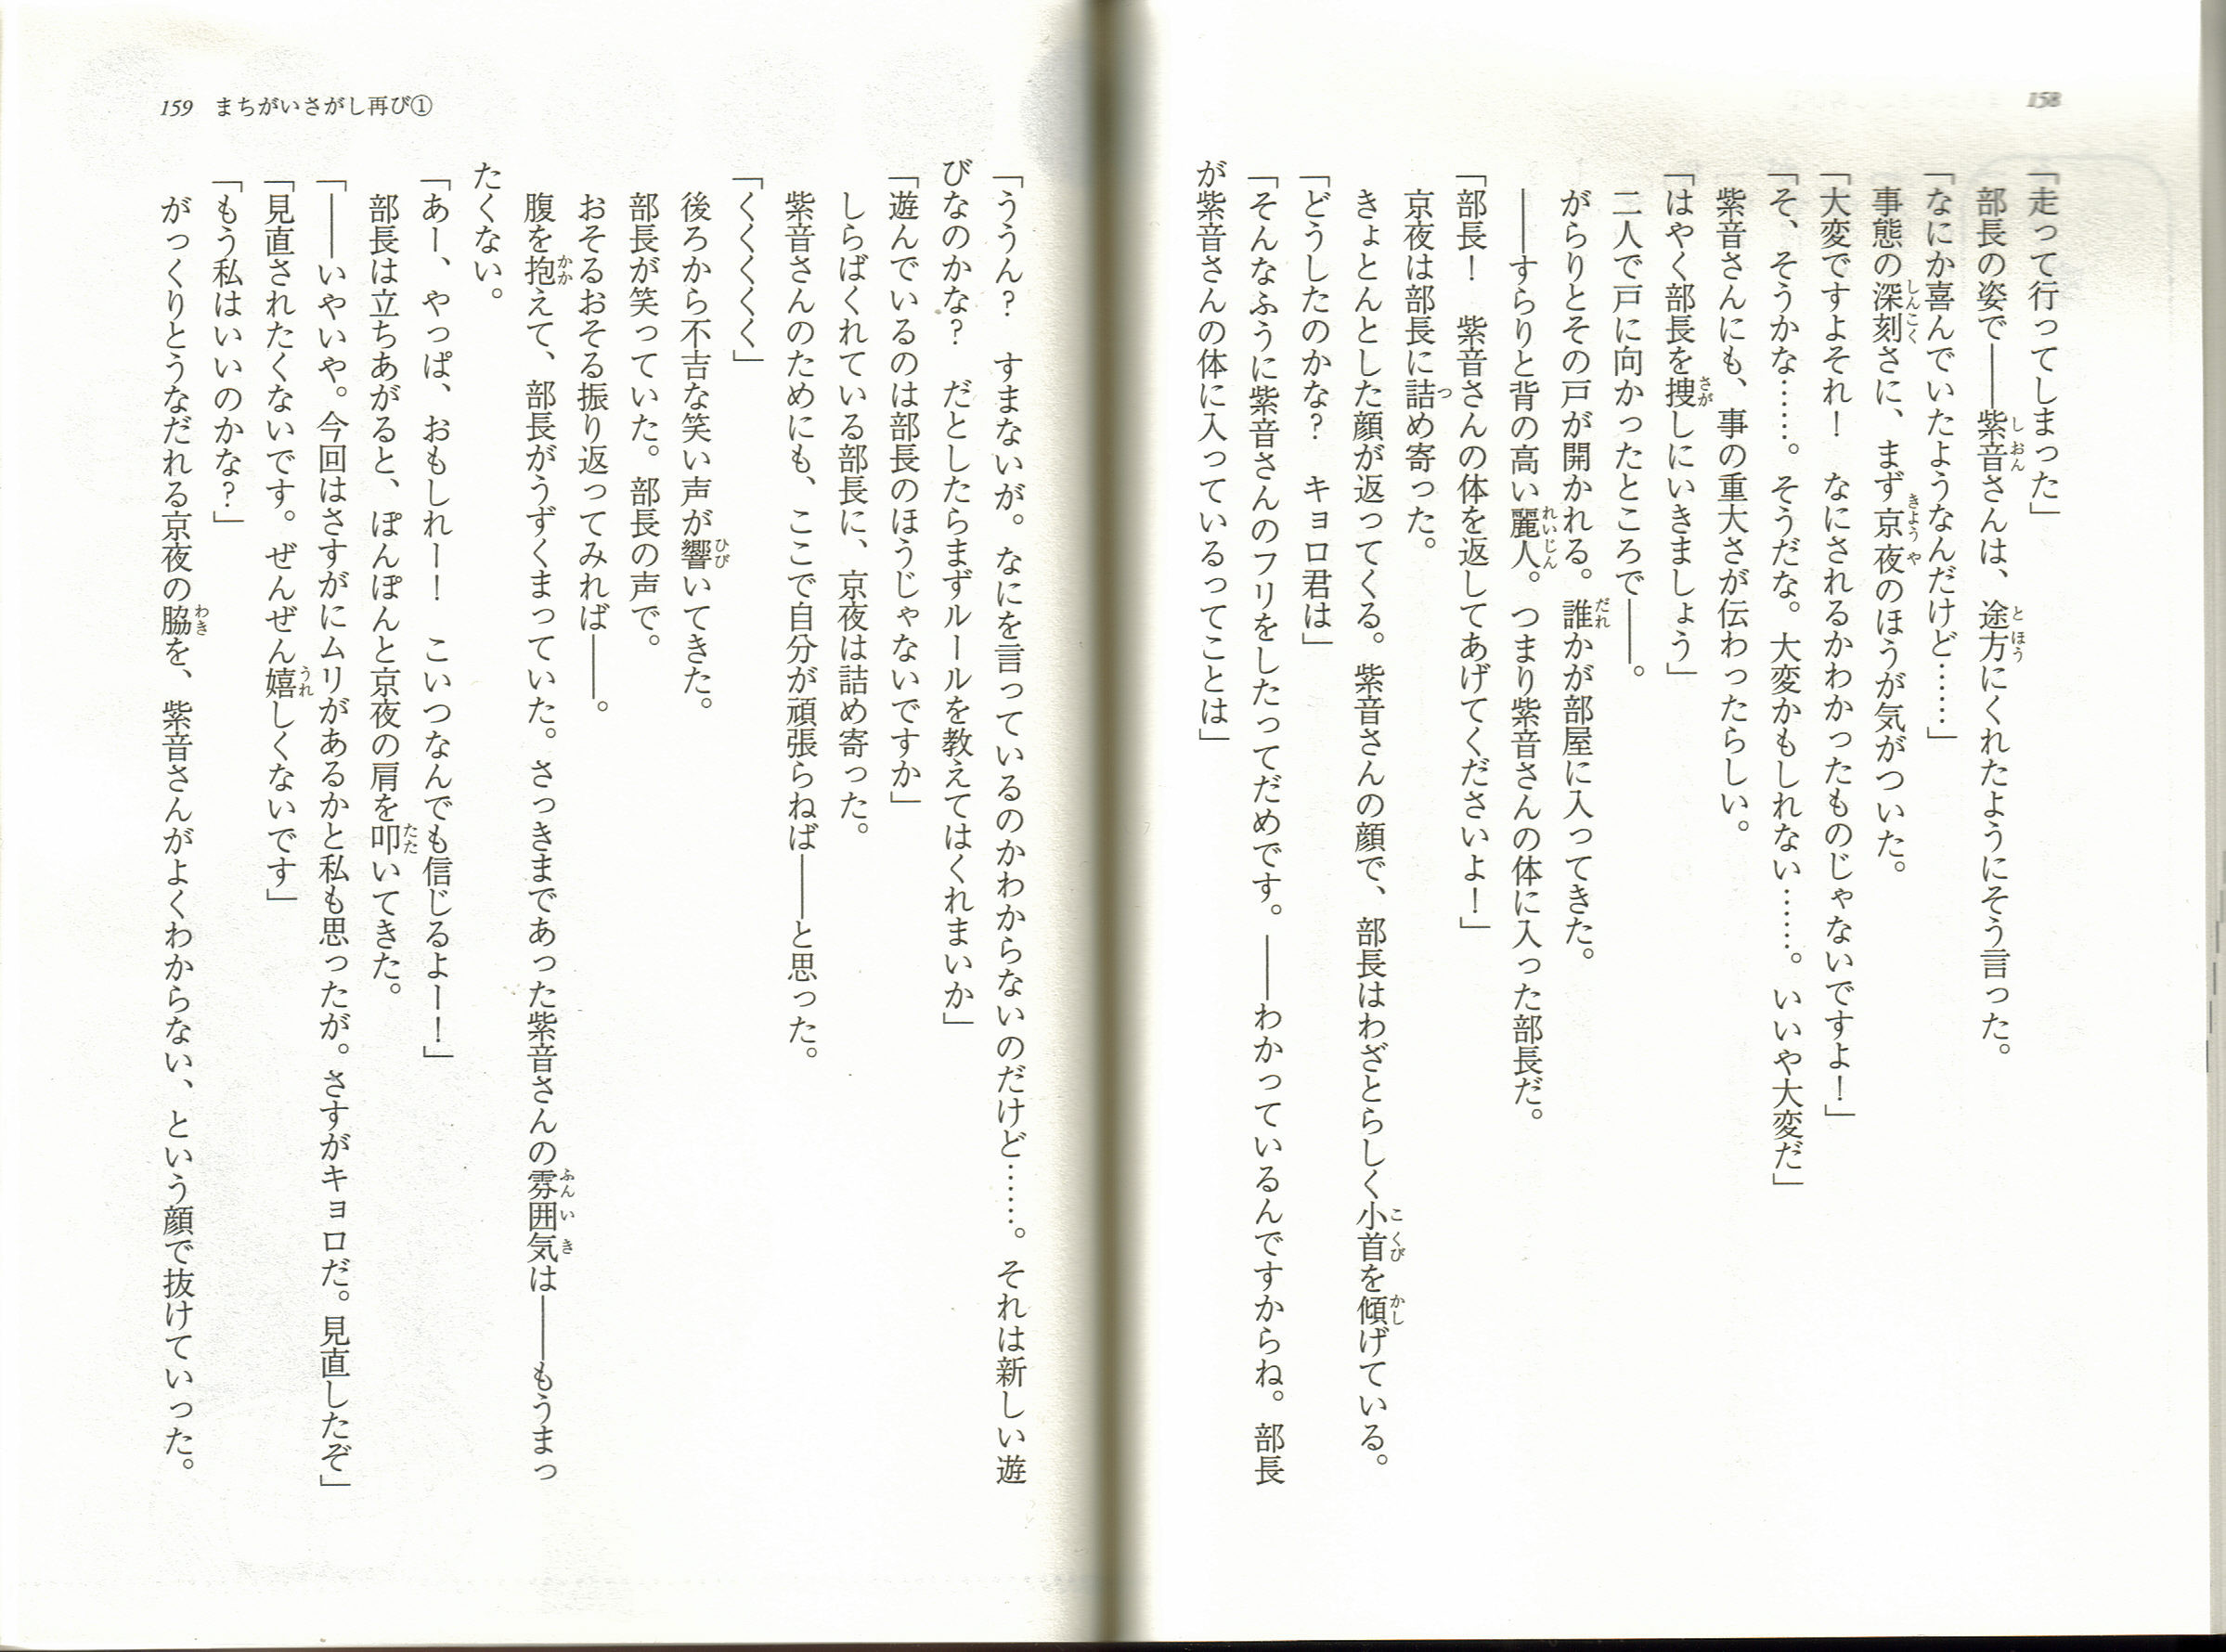 158
「走って行ってしまった」
部長の姿で――紫音さんは、途方にくれたようにそう言った。
「なにか喜んでいたようなんだけど……」
事態の深刻さに、まず京夜のほうが気がついた。
「大変ですよそれ！　なにされるかわかったものじゃないですよ！」
「そ、そうかな……。そうだな。大変かもしれない……。いいや大変だ」
紫音さんにも、事の重大さが伝わったらしい。
「はやく部長を捜しにいきましょう」
二人で戸に向かったところで――。
がらりとその戸が開かれる。誰かが部屋に入ってきた。
――すらりと背の高い麗人。つまり紫音さんの体に入った部長だ。
「部長！　紫音さんの体を返してあげてくださいよ！」
京夜は部長に詰め寄った。
きょとんとした顔が返ってくる。紫音さんの顔で、部長はわざとらしく小首を傾げている。
「どうしたのかな？　キョロ君は」
「そんなふうに紫音さんのフリをしたってだめです。――わかっているんですからね。部長
が紫音さんの体に入っているってことは」
159　まちがいさがし再び①
「ううん？　すまないが。なにを言っているのかわからないのだけど……。それは新しい遊
びなのかな？　だとしたらまずルールを教えてはくれまいか」
「遊んでいるのは部長のほうじゃないですか」
しらばくれている部長に、京夜は詰め寄った。
紫音さんのためにも、ここで自分が頑張らねば――と思った。
「くくくくく」
後ろから不吉な笑い声が響いてきた。
部長が笑っていた。部長の声で。
おそるおそる振り返ってみれば――。
腹を抱えて、部長がうずくまっていた。さっきまであった紫音さんの雰囲気は――もうまっ
たくない。
「あー、やっぱ、おもしれー！　こいつなんでも信じるよー！」
部長は立ちあがると、ぽんぽんと京夜の肩を叩いてきた。
「――いやいや。今回はさすがにムリがあるかと私も思ったが。さすがキョロだ。見直したぞ」
「見直されたくないです。ぜんぜん嬉しくないです」
「もう私はいいのかな？」
がっくりとうなだれる京夜の脇を、紫音さんがよくわからない、という顔で抜けていった。